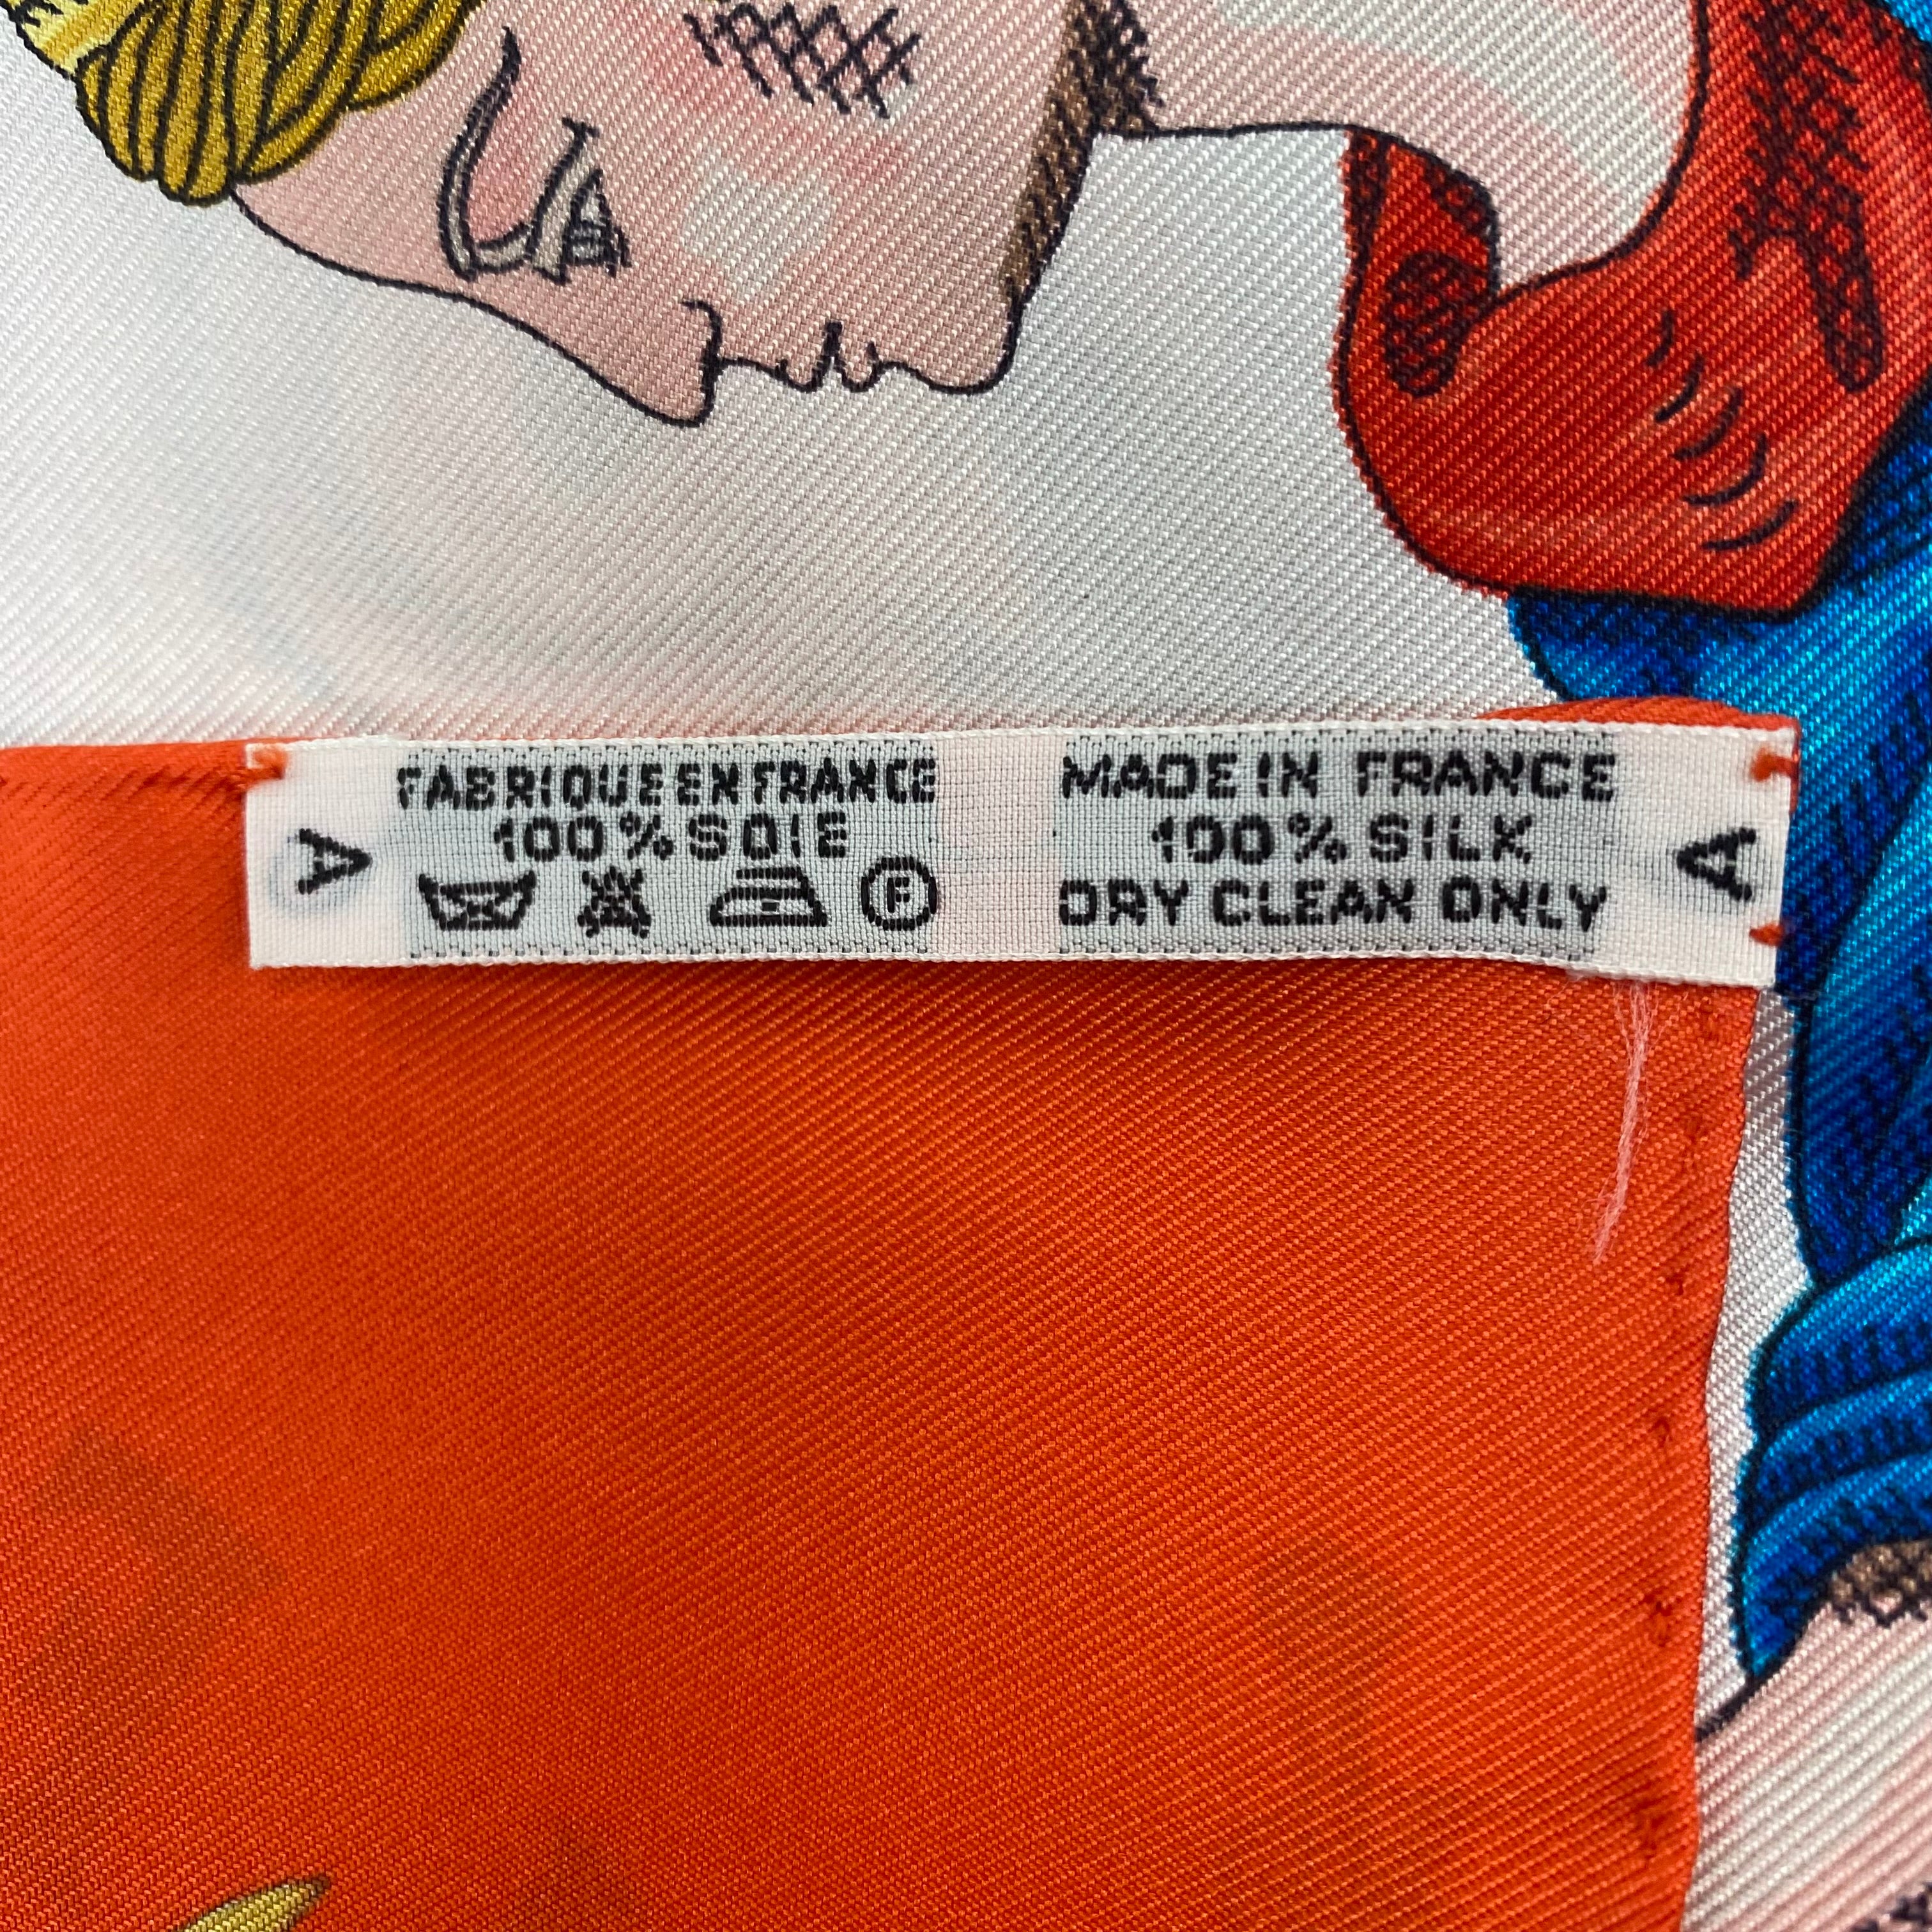 A
FABRIQUE EN FRANCE
100% SOIE
F
MADE IN FRANCE
100% SILK
DRY CLEAN ONLY
A